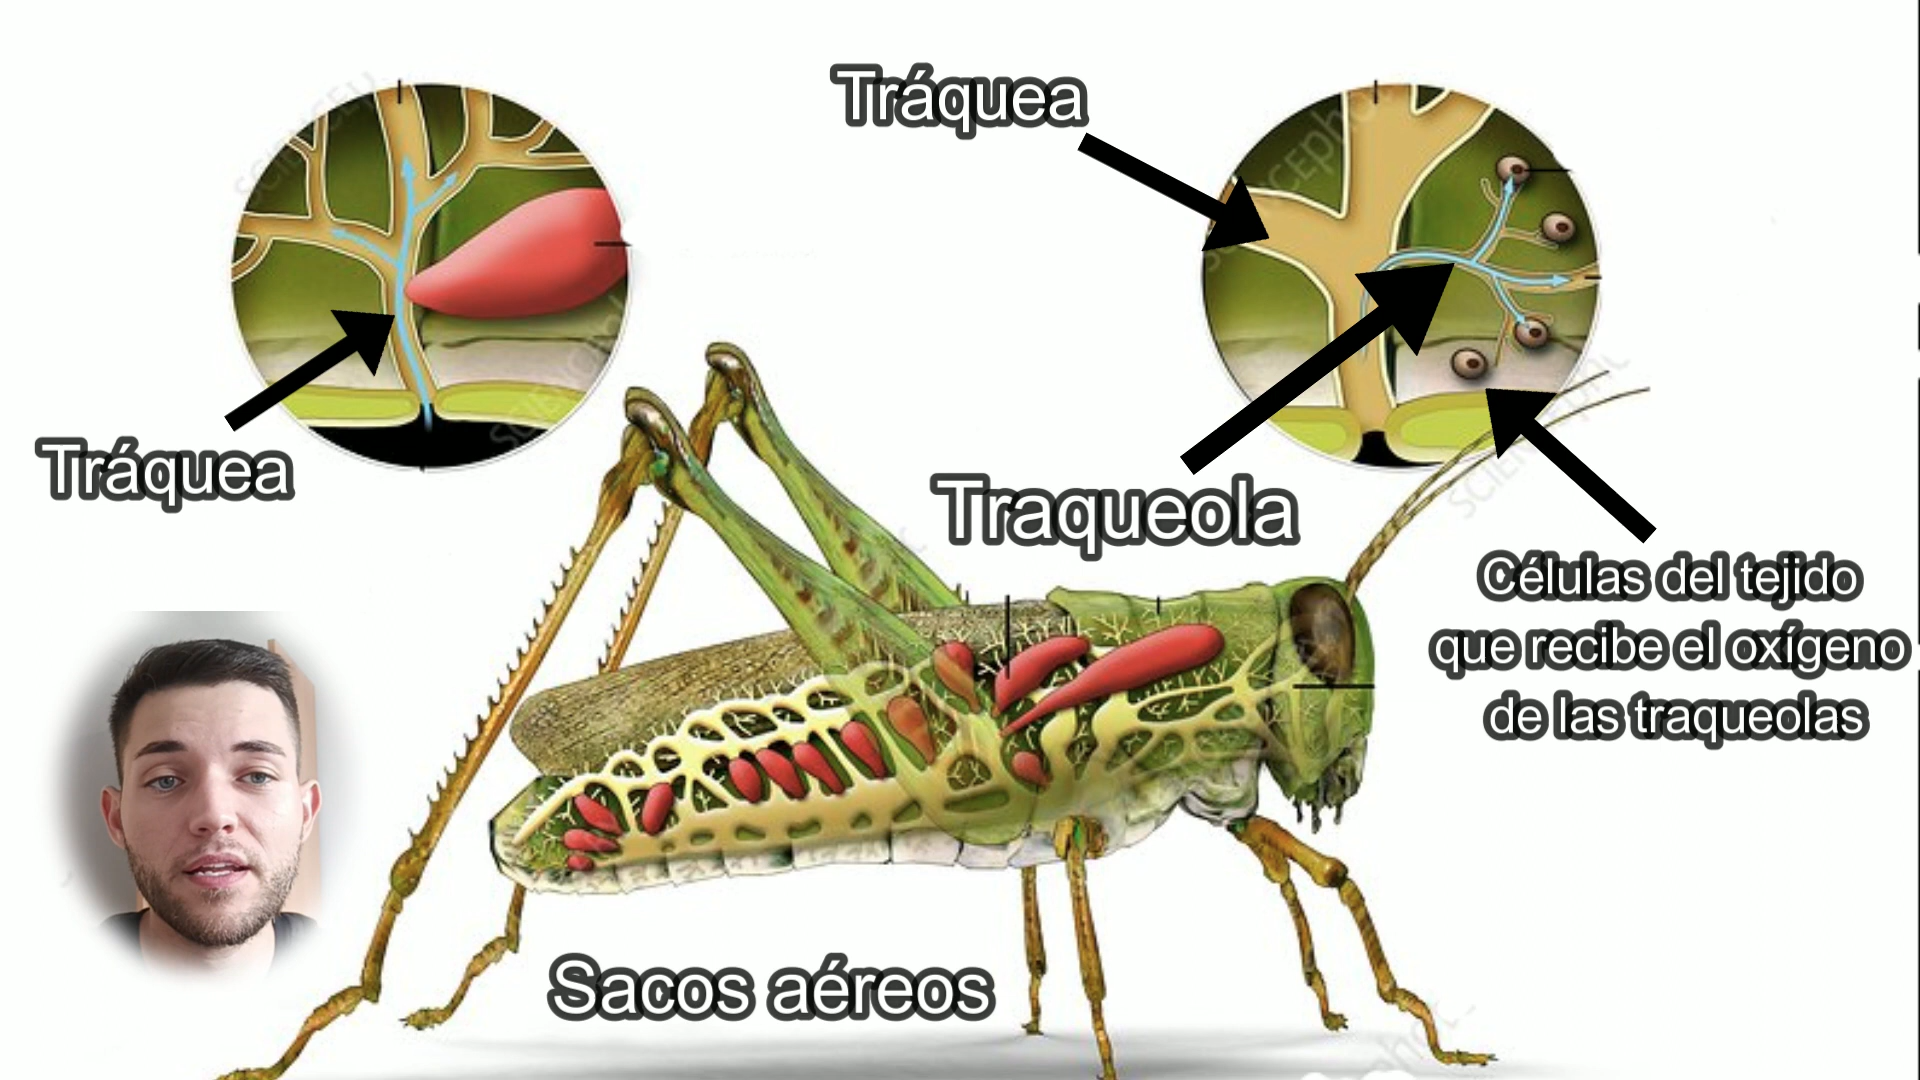 Tráquea
Tráquea
Traqueola
Células del tejido
que recibe el oxígeno
de las traqueolas
Sacos aéreos